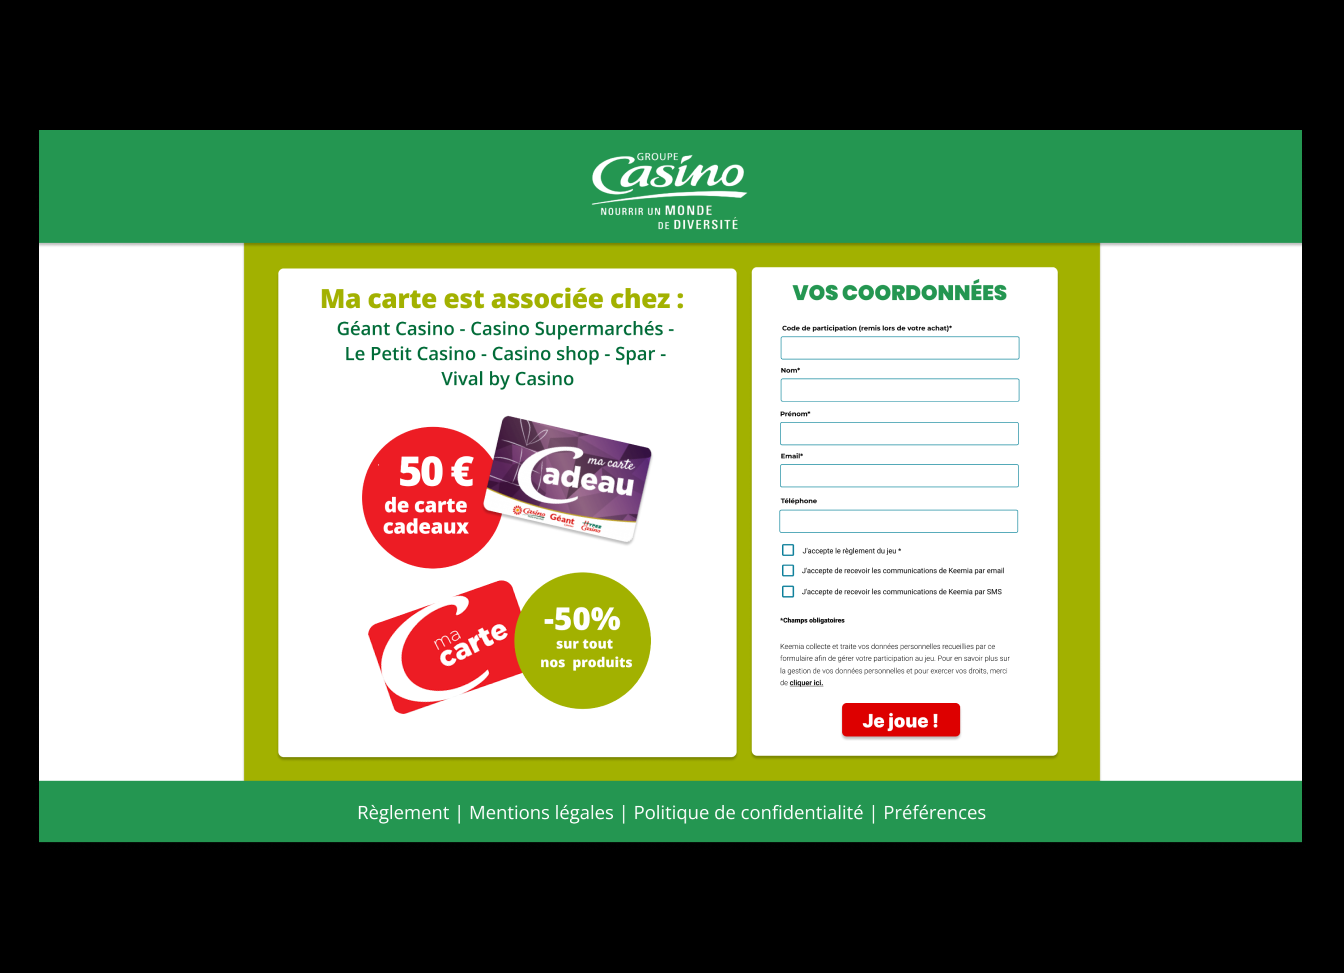 GROUPE
Casino
NOURRIR UN MONDE
DE DIVERSITÉ
Ma carte est associée chez :
Géant Casino - Casino Supermarchés -
Le Petit Casino - Casino shop - Spar -
Vival by Casino
50 €
de carte
cadeaux
ma carte
Cadeau
Casino
Géant
Casino
ma
carte
-50%
sur tout
nos produits
VOS COORDONNÉES
Code de participation (remis lors de votre achat)*
Nom*
Prénom*
Email*
Téléphone
J'accepte le règlement du jeu *
J'accepte de recevoir les communications de Keemia par email
J'accepte de recevoir les communications de Keemia par SMS
*Champs obligatoires
Keemia collecte et traite vos données personnelles recueillies par ce
formulaire afin de gérer votre participation au jeu. Pour en savoir plus sur
la gestion de vos données personnelles et pour exercer vos droits, merci
de cliquer ici.
Je joue !
Règlement | Mentions légales | Politique de confidentialité | Préférences